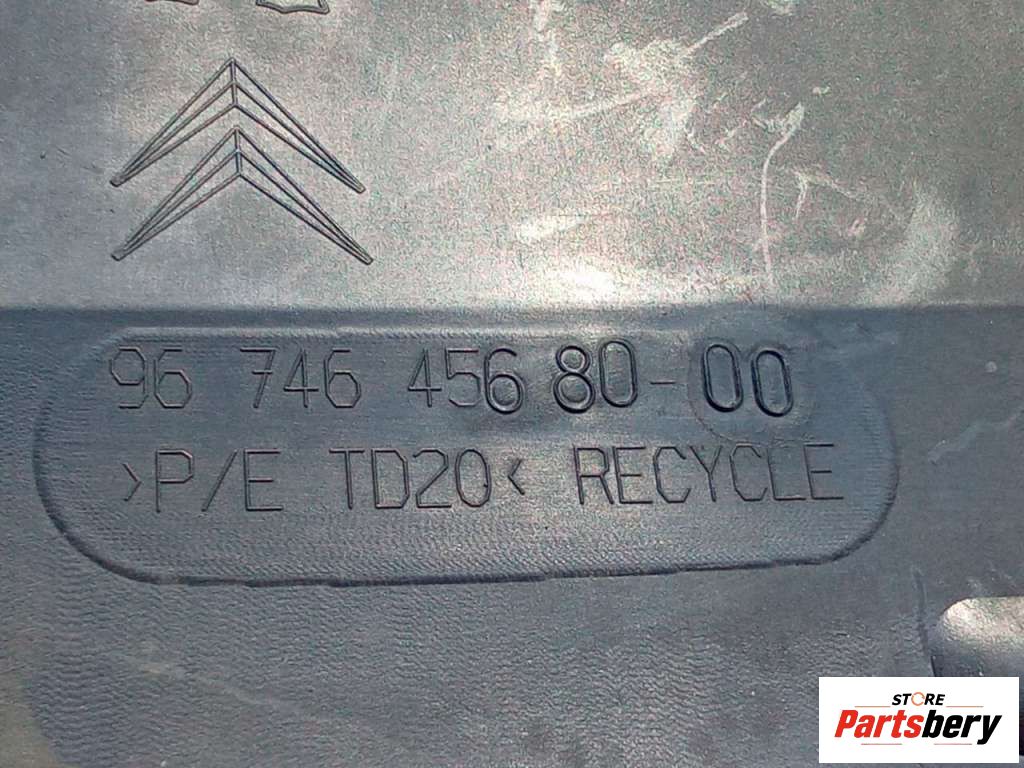 96 746 456 80-00
>P/E TD20< RECYCLE
STORE
Partsbery